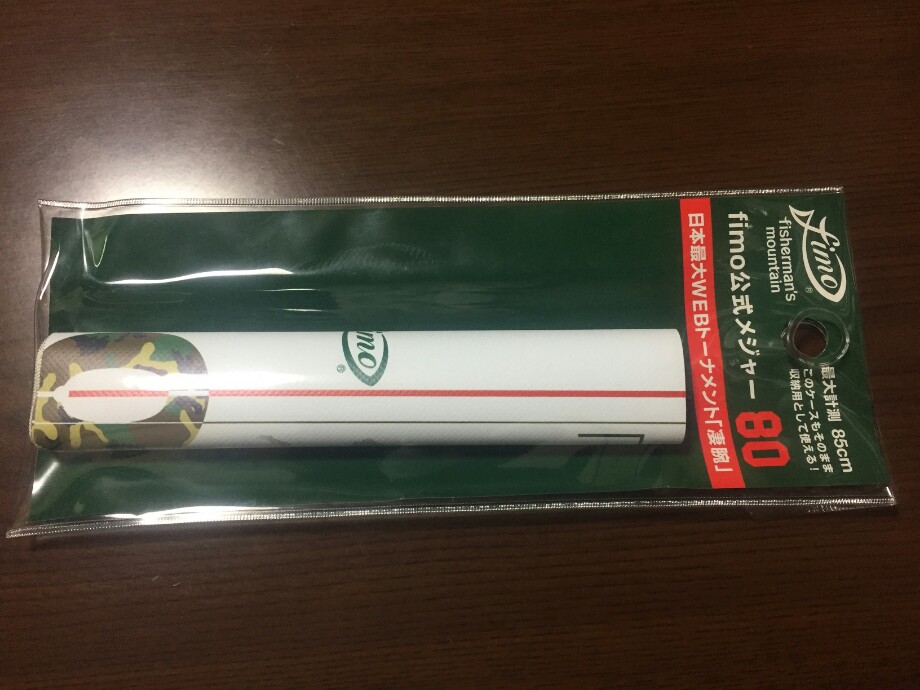 fimo®
fisherman's
mountain
最大計測 85cm
このケースもそのまま
収納用として使える！
fimo公式メジャー 80
日本最大WEBトーナメント「凄腕」
imo®
0